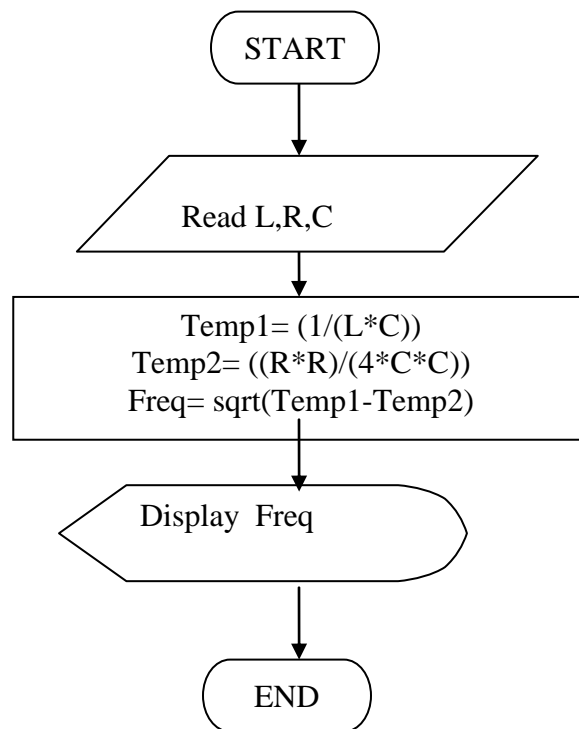 START
Read L,R,C
Temp1= (1/(L*C))
Temp2= ((R*R)/(4*C*C))
Freq= sqrt(Temp1-Temp2)
Display Freq
END